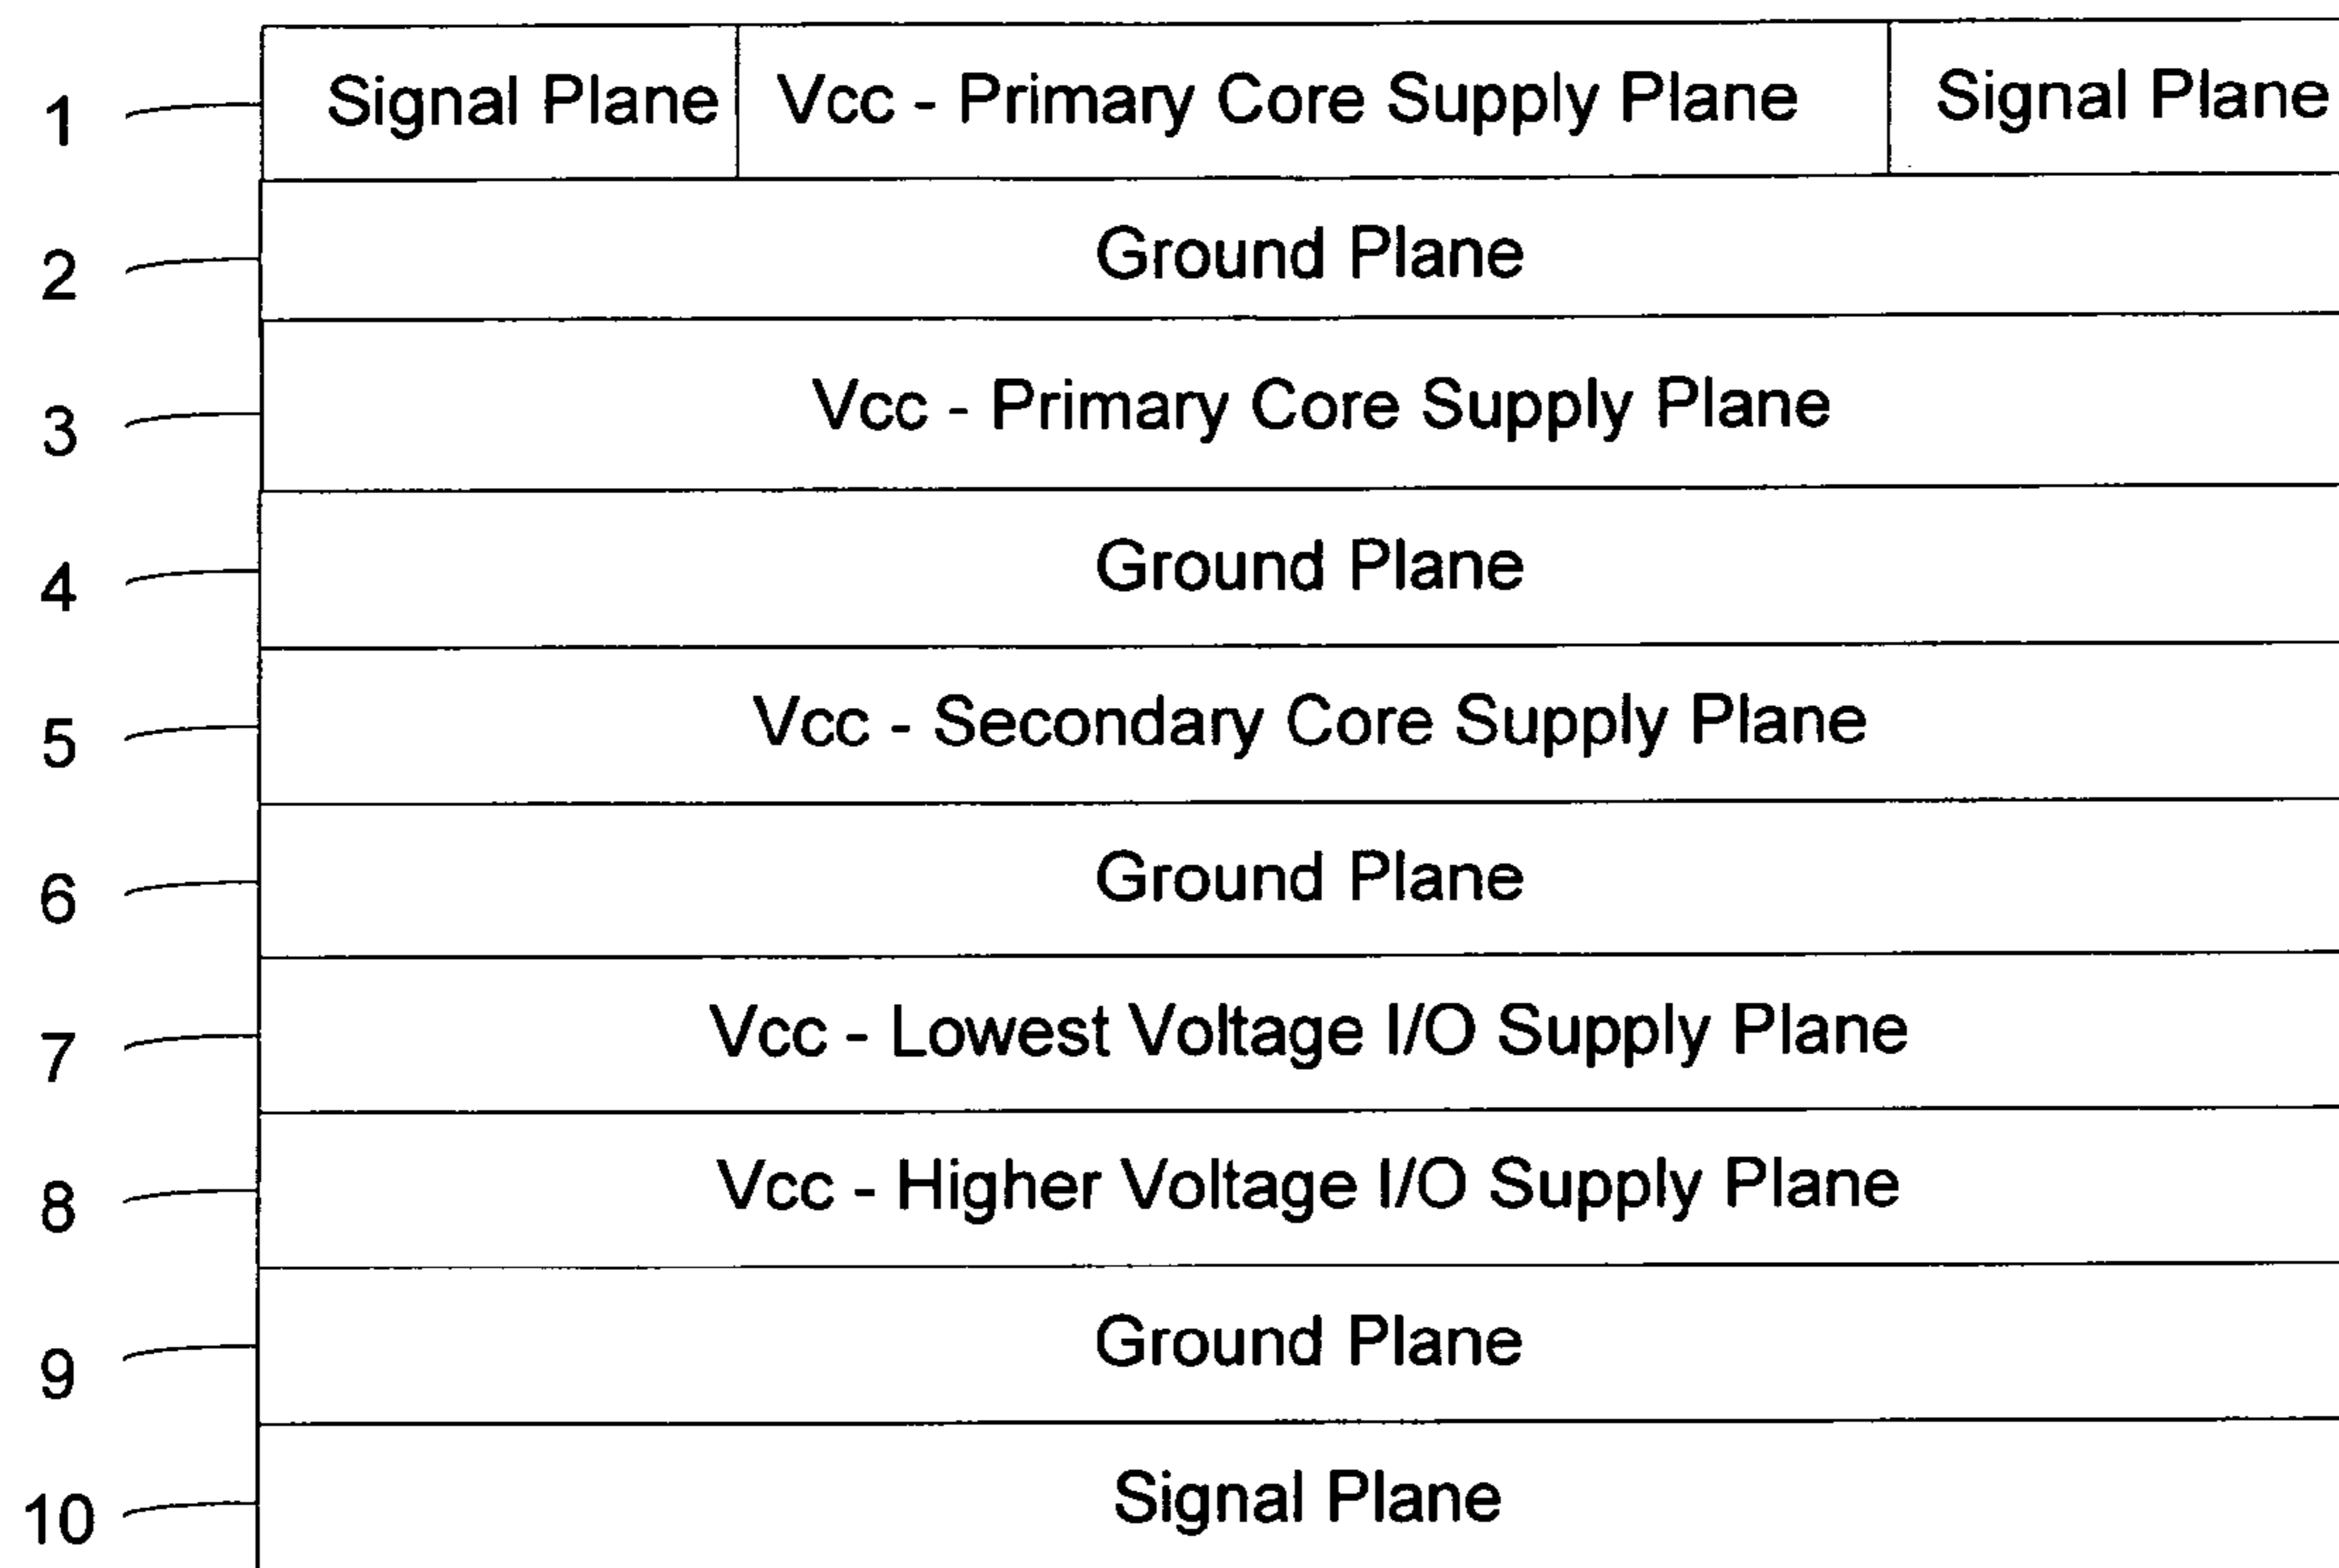 1 Signal Plane Vcc - Primary Core Supply Plane Signal Plane
2 Ground Plane
3 Vcc - Primary Core Supply Plane
4 Ground Plane
5 Vcc - Secondary Core Supply Plane
6 Ground Plane
7 Vcc - Lowest Voltage I/O Supply Plane
8 Vcc - Higher Voltage I/O Supply Plane
9 Ground Plane
10 Signal Plane